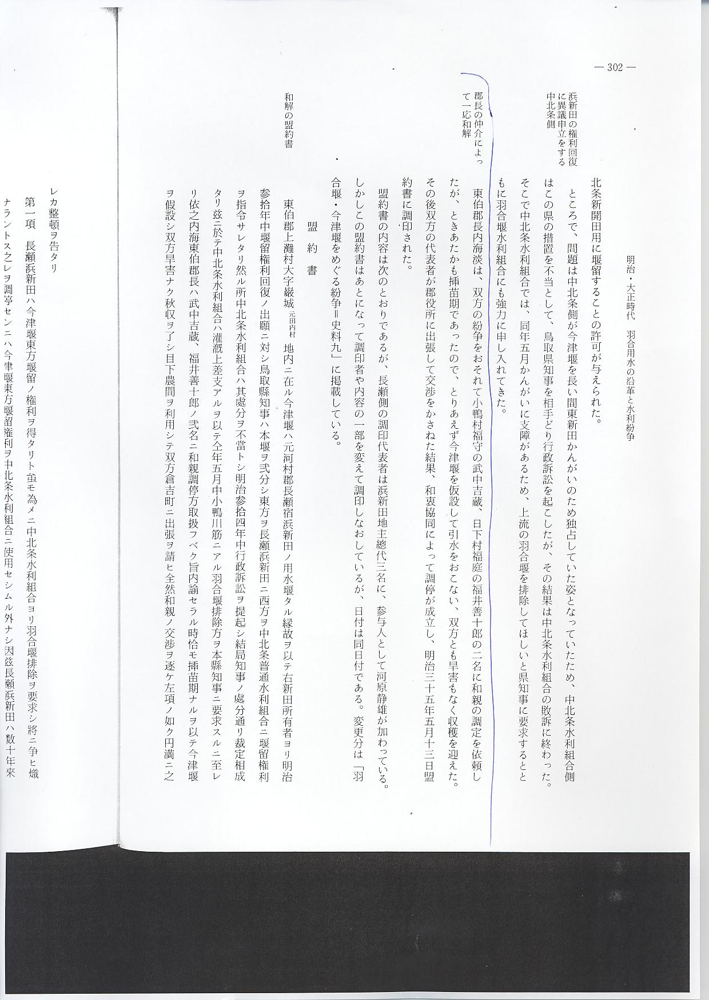 ― 302 ―
明治・大正時代　羽合用水の沿革と水利紛争
北条新開田用に堰留することの許可が与えられた。
浜新田の権利回復
に異議申立をする
中北条側
ところで、問題は中北条側が今津堰を長い間東新田かんがいのため独占していた姿となっていたため、中北条水利組合側
はこの県の措置を不当として、鳥取県知事を相手どり行政訴訟を起こしたが、その結果は中北条水利組合の敗訴に終わった。
そこで中北条水利組合では、同年五月かんがいに支障があるため、上流の羽合堰を排除してほしいと県知事に要求するとと
もに羽合堰水利組合にも強力に申し入れてきた。
郡長の仲介によっ
て一応和解
東伯郡長内海淡は、双方の紛争をおそれて小鴨村福守の武中吉蔵、日下村福庭の福井善十郎の二名に和親の調定を依頼し
たが、ときあたかも挿苗期であったので、とりあえず今津堰を仮設して引水をおこない、双方とも旱害もなく収穫を迎えた。
その後双方の代表者が郡役所に出張して交渉をかさねた結果、和衷協同によって調停が成立し、明治三十五年五月十三日盟
約書に調印された。
盟約書の内容は次のとおりであるが、長瀬側の調印代表者は浜新田地主總代三名に、参与人として河原静雄が加わっている。
しかしこの盟約書はあとになって調印者や内容の一部を変えて調印しなおしているが、日付は同日付である。変更分は「羽
合堰・今津堰をめぐる紛争＝史料九」に掲載している。
盟　約　書
和解の盟約書
東伯郡上灘村大字厳城元田内村地内ニ在ル今津堰ハ元河村郡長瀬宿浜新田ノ用水堰タル縁故ヲ以テ右新田所有者ヨリ明治
参拾年中堰留権利回復ノ出願ニ対シ鳥取縣知事ハ本堰ヲ弐分シ東方ヲ長瀬浜新田ニ西方ヲ中北条普通水利組合ニ堰留権利
ヲ指令サレタリ然ル所中北条水利組合ハ其處分ヲ不當トシ明治参拾四年中行政訴訟ヲ提起シ結局知事ノ處分通リ裁定相成
タリ玆ニ於テ中北条水利組合ハ灌漑上差支アルヲ以テ仝年五月中小鴨川筋ニアル羽合堰排除方ヲ本縣知事ニ要求スルニ至レ
リ依之内海東伯郡長ハ武中吉蔵、福井善十郎ノ弐名ニ和親調停方取扱フベク旨内諭セラル時恰モ挿苗期ナルヲ以テ今津堰
ヲ假設シ双方旱害ナク秋収ヲ了シ目下農間ヲ利用シテ双方倉吉町ニ出張ヲ請ヒ全然和親ノ交渉ヲ逐ケ左項ノ如ク円満ニ之
レカ整頓ヲ告タリ
第一項　長瀬浜新田ハ今津堰東方堰留ノ権利ヲ得タリト虽モ為メニ中北条水利組合ヨリ羽合堰排除ヲ要求シ將ニ争ヒ熾
ナラントス之レヲ調停センニハ今津堰東方堰留権利ヲ中北条水利組合ニ使用セシムル外ナシ因玆長瀬浜新田ハ数十年來